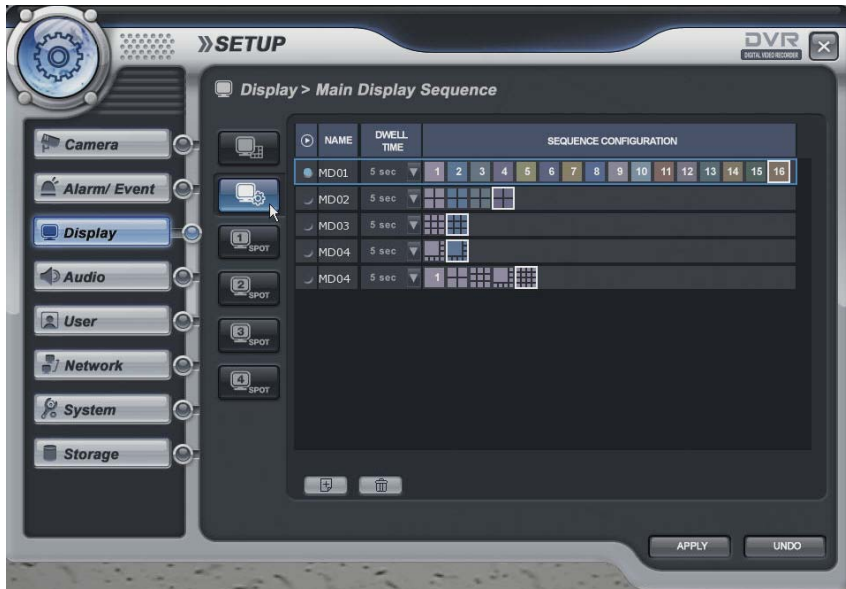 »SETUP
DVR
DIGITAL VIDEO RECORDER
Display > Main Display Sequence
Camera
Alarm/ Event
Display
Audio
User
Network
System
Storage
1 SPOT
2 SPOT
3 SPOT
4 SPOT
NAME DWELL TIME SEQUENCE CONFIGURATION
MD01 5 sec 1 2 3 4 5 6 7 8 9 10 11 12 13 14 15 16
MD02 5 sec
MD03 5 sec
MD04 5 sec
MD04 5 sec 1
APPLY UNDO